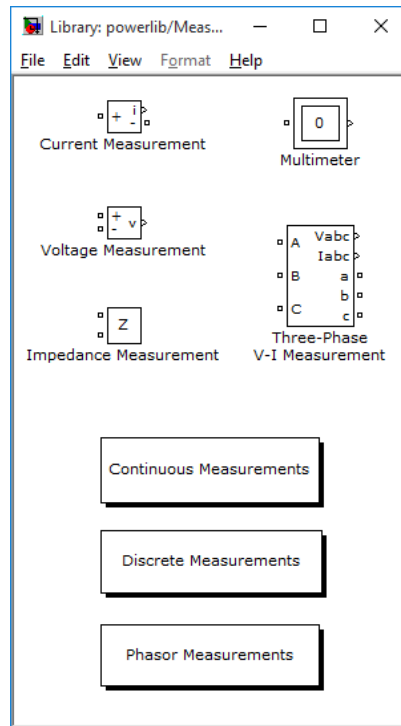 Library: powerlib/Meas...
File Edit View Format Help
+ i -
Current Measurement
0
Multimeter
+ - v
Voltage Measurement
A Vabc
Iabc
B a
b
C c
Three-Phase
V-I Measurement
Z
Impedance Measurement
Continuous Measurements
Discrete Measurements
Phasor Measurements